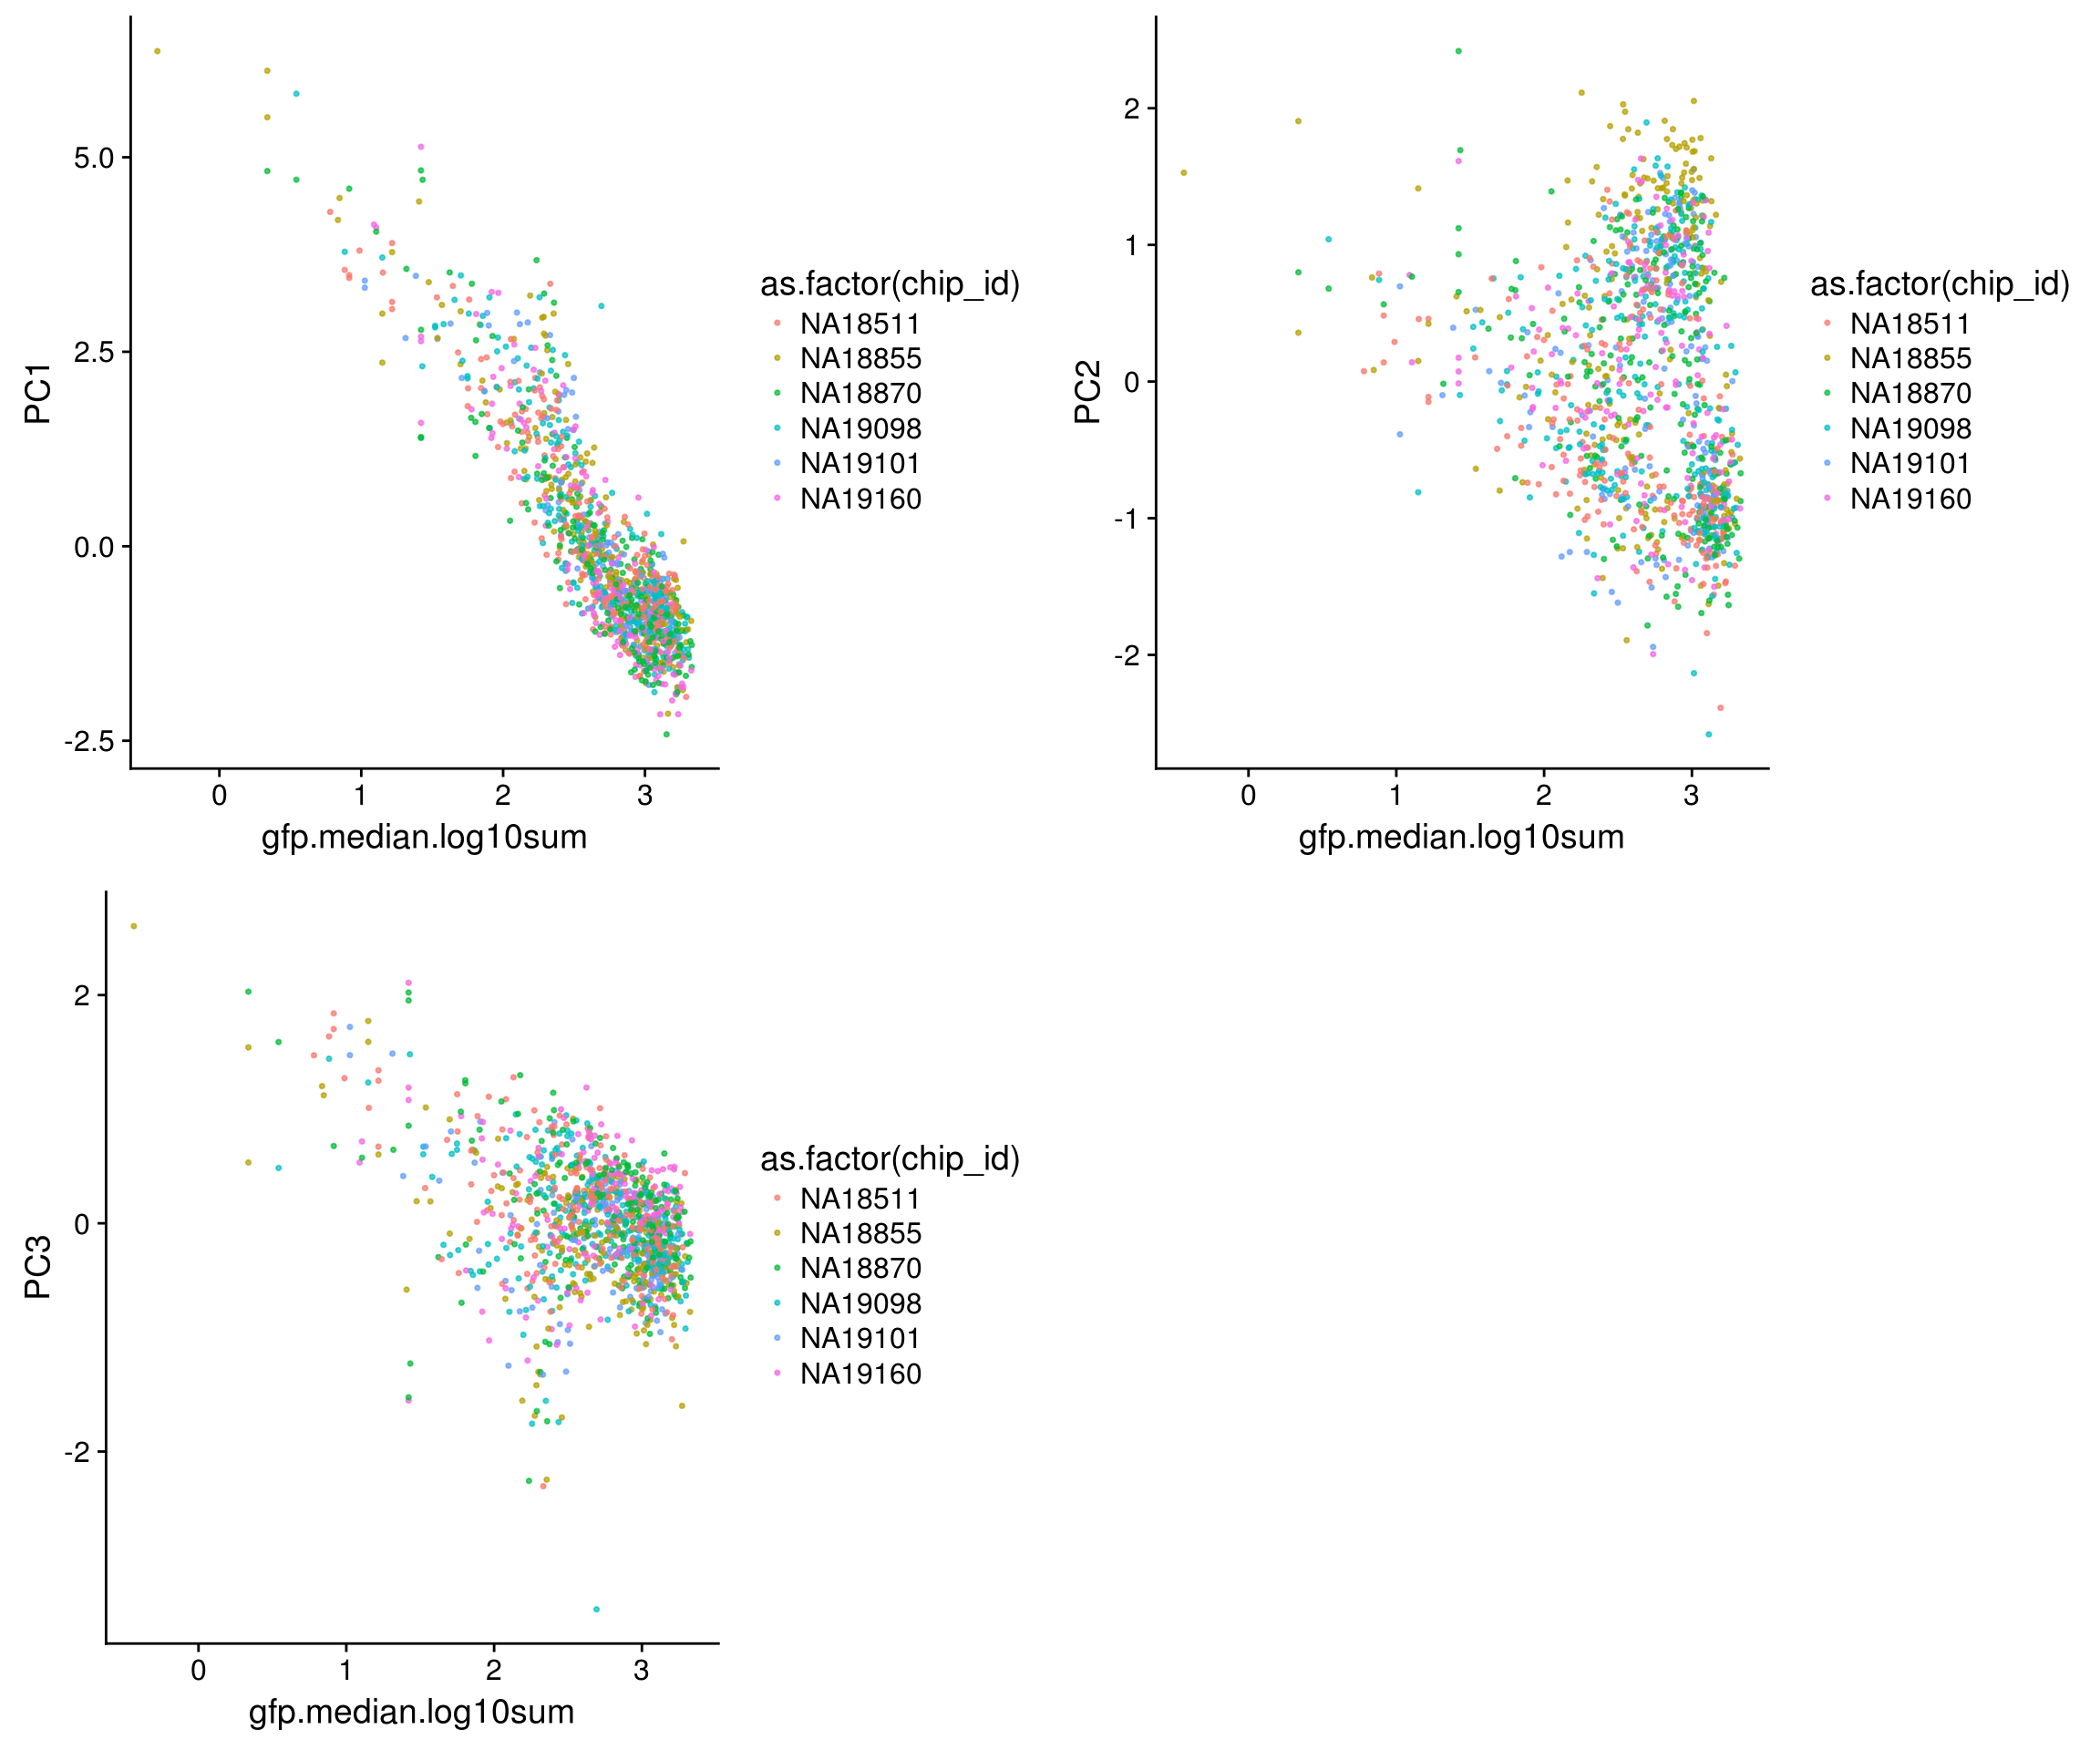 5.0
2.5
0.0
-2.5
PC1
0 1 2 3
gfp.median.log10sum
as.factor(chip_id)
NA18511
NA18855
NA18870
NA19098
NA19101
NA19160
2
1
0
-1
-2
PC2
0 1 2 3
gfp.median.log10sum
as.factor(chip_id)
NA18511
NA18855
NA18870
NA19098
NA19101
NA19160
2
0
-2
PC3
0 1 2 3
gfp.median.log10sum
as.factor(chip_id)
NA18511
NA18855
NA18870
NA19098
NA19101
NA19160